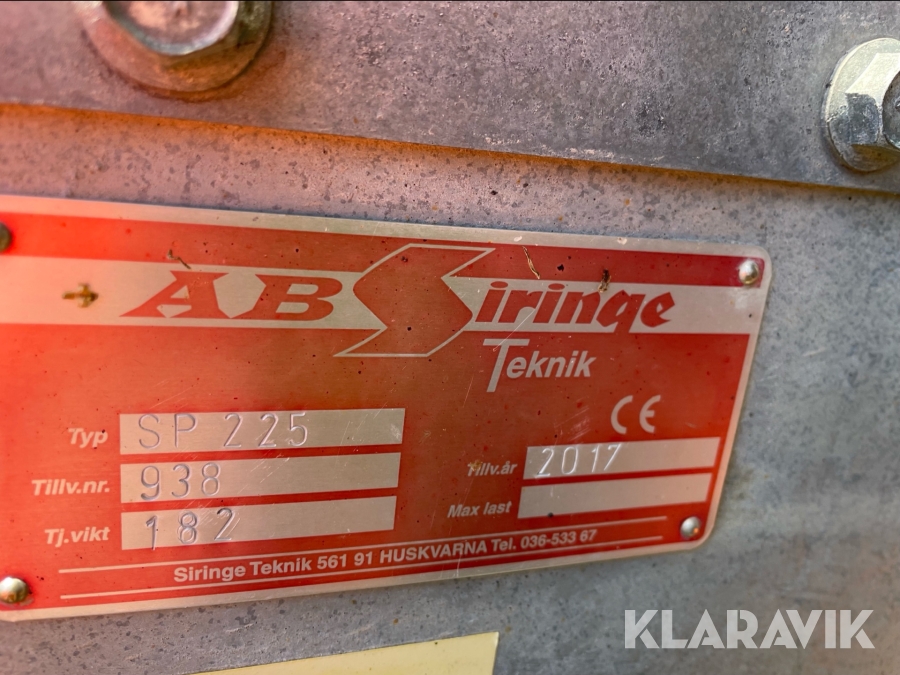 AB Siringe
Teknik
CE
Typ SP 225
Tillv.nr. 938
Tj.vikt 182
Tillv.år 2017
Max last
Siringe Teknik 561 91 HUSKVARNA Tel. 036-533 67
KLARAVIK